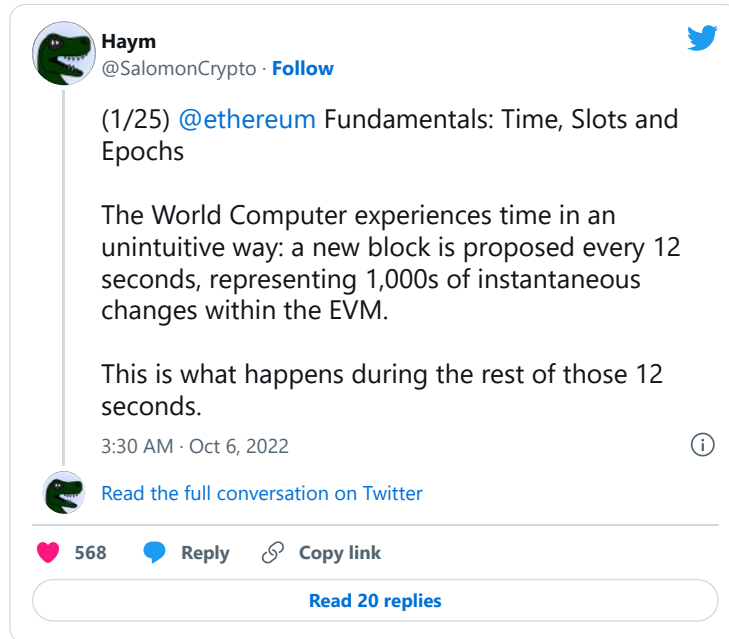 Haym
@SalomonCrypto · Follow
(1/25) @ethereum Fundamentals: Time, Slots and
Epochs
The World Computer experiences time in an
unintuitive way: a new block is proposed every 12
seconds, representing 1,000s of instantaneous
changes within the EVM.
This is what happens during the rest of those 12
seconds.
3:30 AM · Oct 6, 2022
Read the full conversation on Twitter
568 Reply Copy link
Read 20 replies